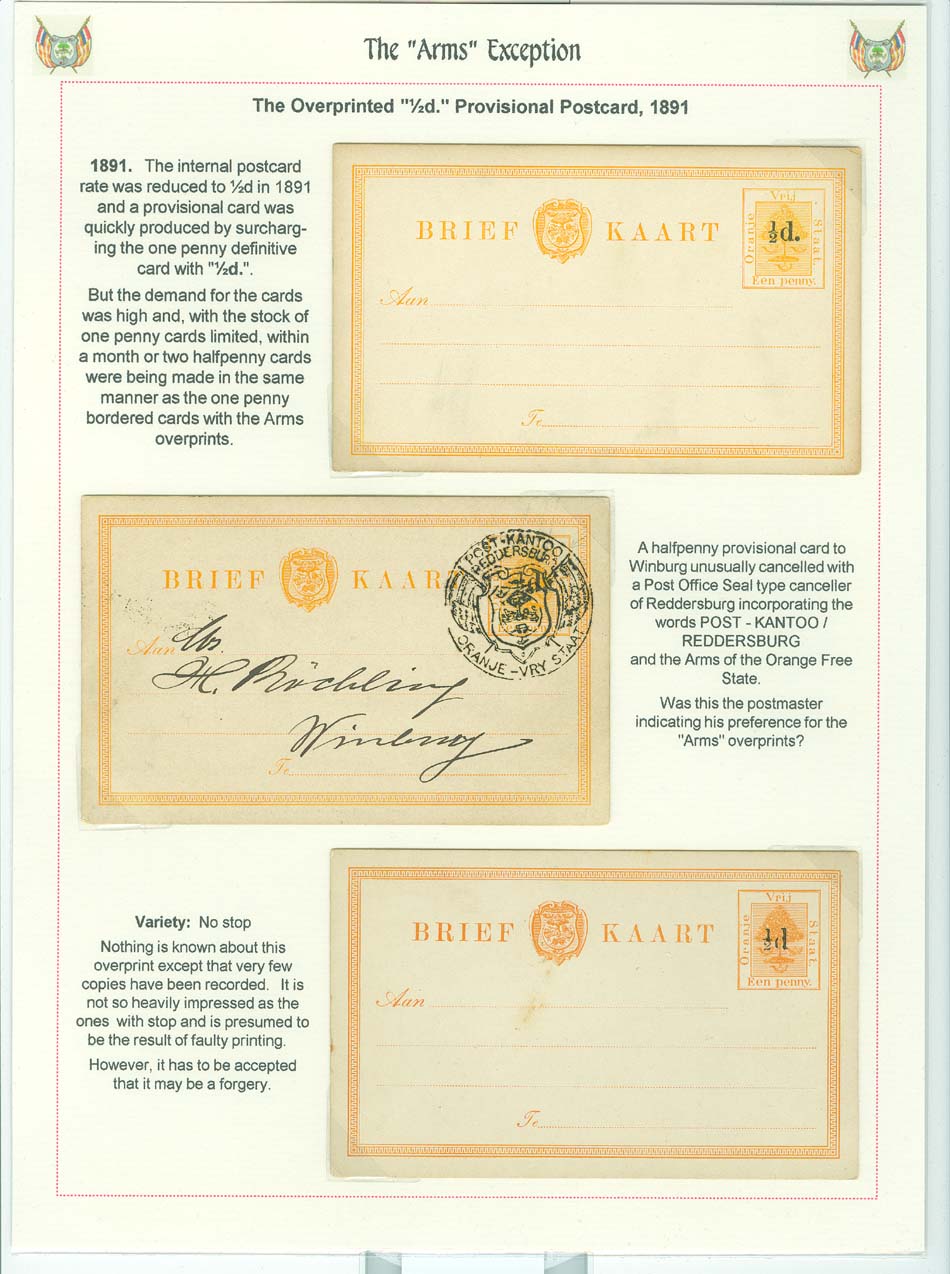 The "Arms" Exception
The Overprinted "½d." Provisional Postcard, 1891
1891. The internal postcard
rate was reduced to ½d in 1891
and a provisional card was
quickly produced by surcharg-
ing the one penny definitive
card with "½d.".
But the demand for the cards
was high and, with the stock of
one penny cards limited, within
a month or two halfpenny cards
were being made in the same
manner as the one penny
bordered cards with the Arms
overprints.
BRIEF KAART
Vrij
Oranje
Staat.
½d.
Een penny.
Aan
Te
BRIEF KAART
POST-KANTOO
REDDERSBURG
½d
ORANJE-VRY STAAT
Aan
H. Röchling
Winburg
Te
A halfpenny provisional card to
Winburg unusually cancelled with
a Post Office Seal type canceller
of Reddersburg incorporating the
words POST - KANTOO /
REDDERSBURG
and the Arms of the Orange Free
State.
Was this the postmaster
indicating his preference for the
"Arms" overprints?
Variety: No stop
Nothing is known about this
overprint except that very few
copies have been recorded. It is
not so heavily impressed as the
ones with stop and is presumed to
be the result of faulty printing.
However, it has to be accepted
that it may be a forgery.
BRIEF KAART
Vrij
Oranje
Staat.
½d
Een penny.
Aan
Te